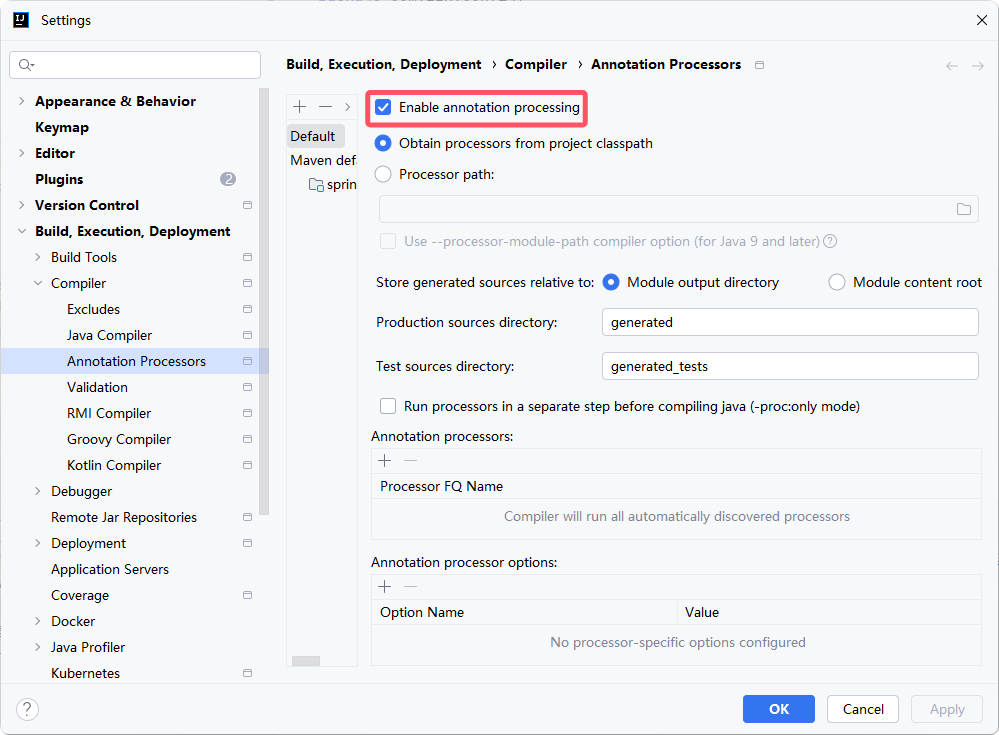 Settings
Build, Execution, Deployment › Compiler › Annotation Processors
Appearance & Behavior
Keymap
Editor
Plugins 2
Version Control
Build, Execution, Deployment
Build Tools
Compiler
Excludes
Java Compiler
Annotation Processors
Validation
RMI Compiler
Groovy Compiler
Kotlin Compiler
Debugger
Remote Jar Repositories
Deployment
Application Servers
Coverage
Docker
Java Profiler
Kubernetes
Default
Maven def
sprin
Enable annotation processing
Obtain processors from project classpath
Processor path:
Use --processor-module-path compiler option (for Java 9 and later) ?
Store generated sources relative to: Module output directory Module content root
Production sources directory: generated
Test sources directory: generated_tests
Run processors in a separate step before compiling java (-proc:only mode)
Annotation processors:
Processor FQ Name
Compiler will run all automatically discovered processors
Annotation processor options:
Option Name Value
No processor-specific options configured
? OK Cancel Apply